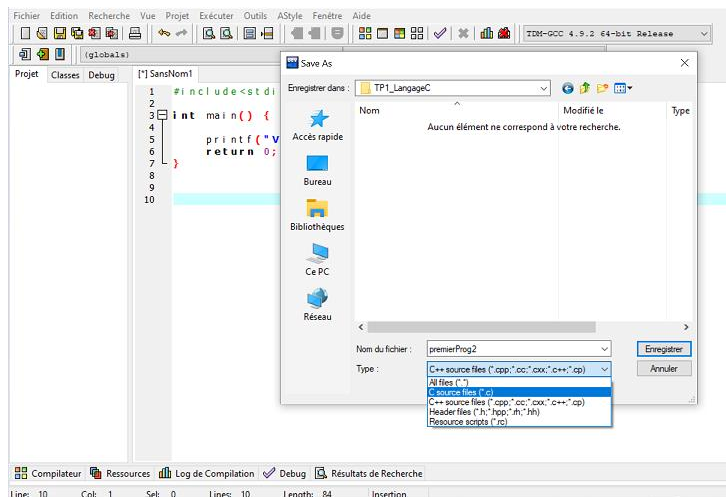 Fichier Edition Recherche Vue Projet Exécuter Outils AStyle Fenêtre Aide
TDM-GCC 4.9.2 64-bit Release
(globals)
Projet Classes Debug
[*] SansNom1
1 #include<stdi
2
3 int main() {
4
5 printf("V
6 return 0;
7 }
8
9
10
Save As
Enregistrer dans : TP1_LangageC
Nom Modifié le Type
Aucun élément ne correspond à votre recherche.
Accès rapide
Bureau
Bibliothèques
Ce PC
Réseau
Nom du fichier : premierProg2 Enregistrer
Type : C++ source files (*.cpp;*.cc;*.cxx;*.c++;*.cp) Annuler
All files (*.*)
C source files (*.c)
C++ source files (*.cpp;*.cc;*.cxx;*.c++;*.cp)
Header files (*.h;*.hpp;*.rh;*.hh)
Resource scripts (*.rc)
Compilateur Ressources Log de Compilation Debug Résultats de Recherche
Line: 10 Col: 1 Sel: 0 Lines: 10 Length: 84 Insertion